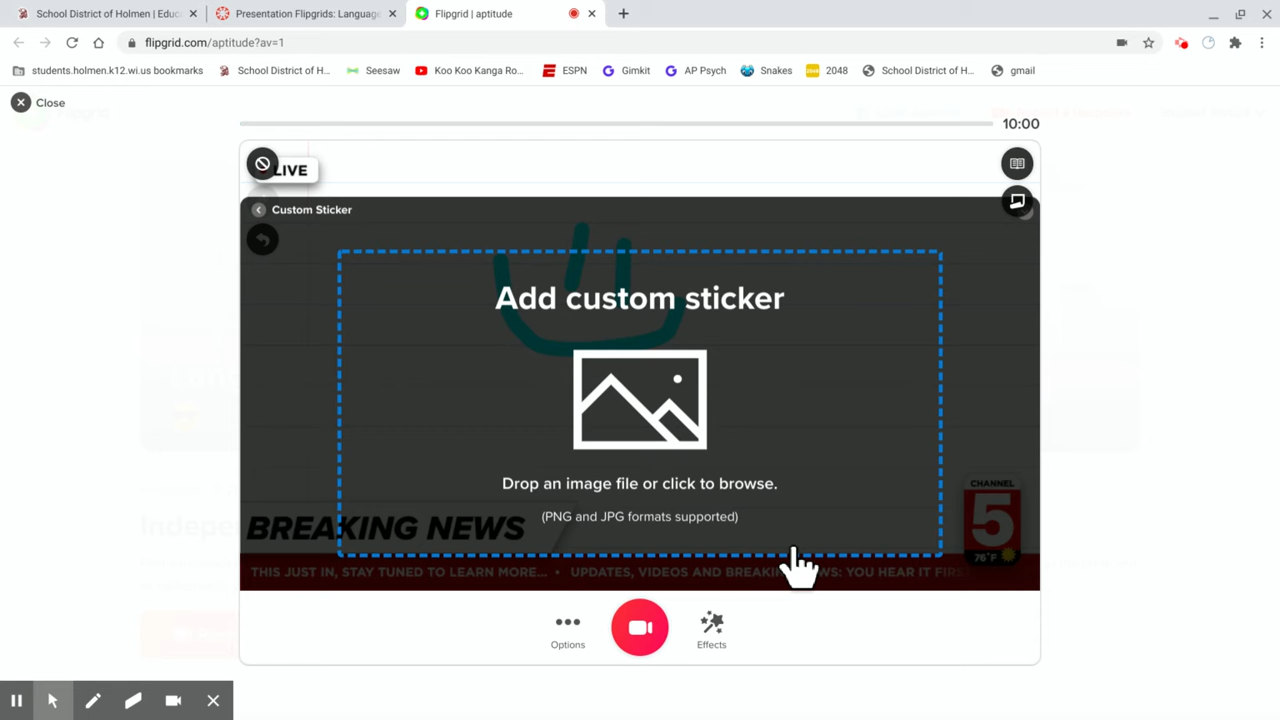 School District of Holmen | Educ
Presentation Flipgrids: Language
Flipgrid | aptitude
flipgrid.com/aptitude?av=1
students.holmen.k12.wi.us bookmarks
School District of H...
Seesaw
Koo Koo Kanga Ro...
ESPN
Gimkit
AP Psych
Snakes
2048
School District of H...
gmail
Close
10:00
LIVE
Custom Sticker
Add custom sticker
Drop an image file or click to browse.
(PNG and JPG formats supported)
CHANNEL
5
76°F
Indepe
BREAKING NEWS
THIS JUST IN, STAY TUNED TO LEARN MORE... • UPDATES, VIDEOS AND BREAKIN WS: YOU HEAR IT FIRS
Options
Effects